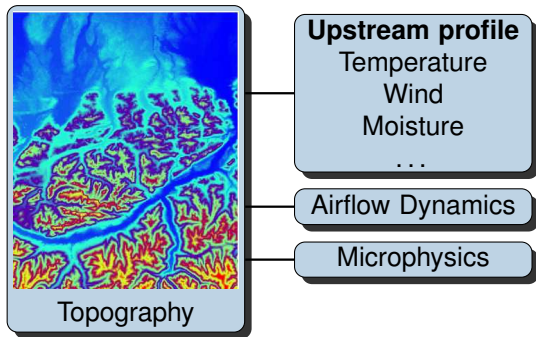 Upstream profile
Temperature
Wind
Moisture
. . .
Airflow Dynamics
Microphysics
Topography